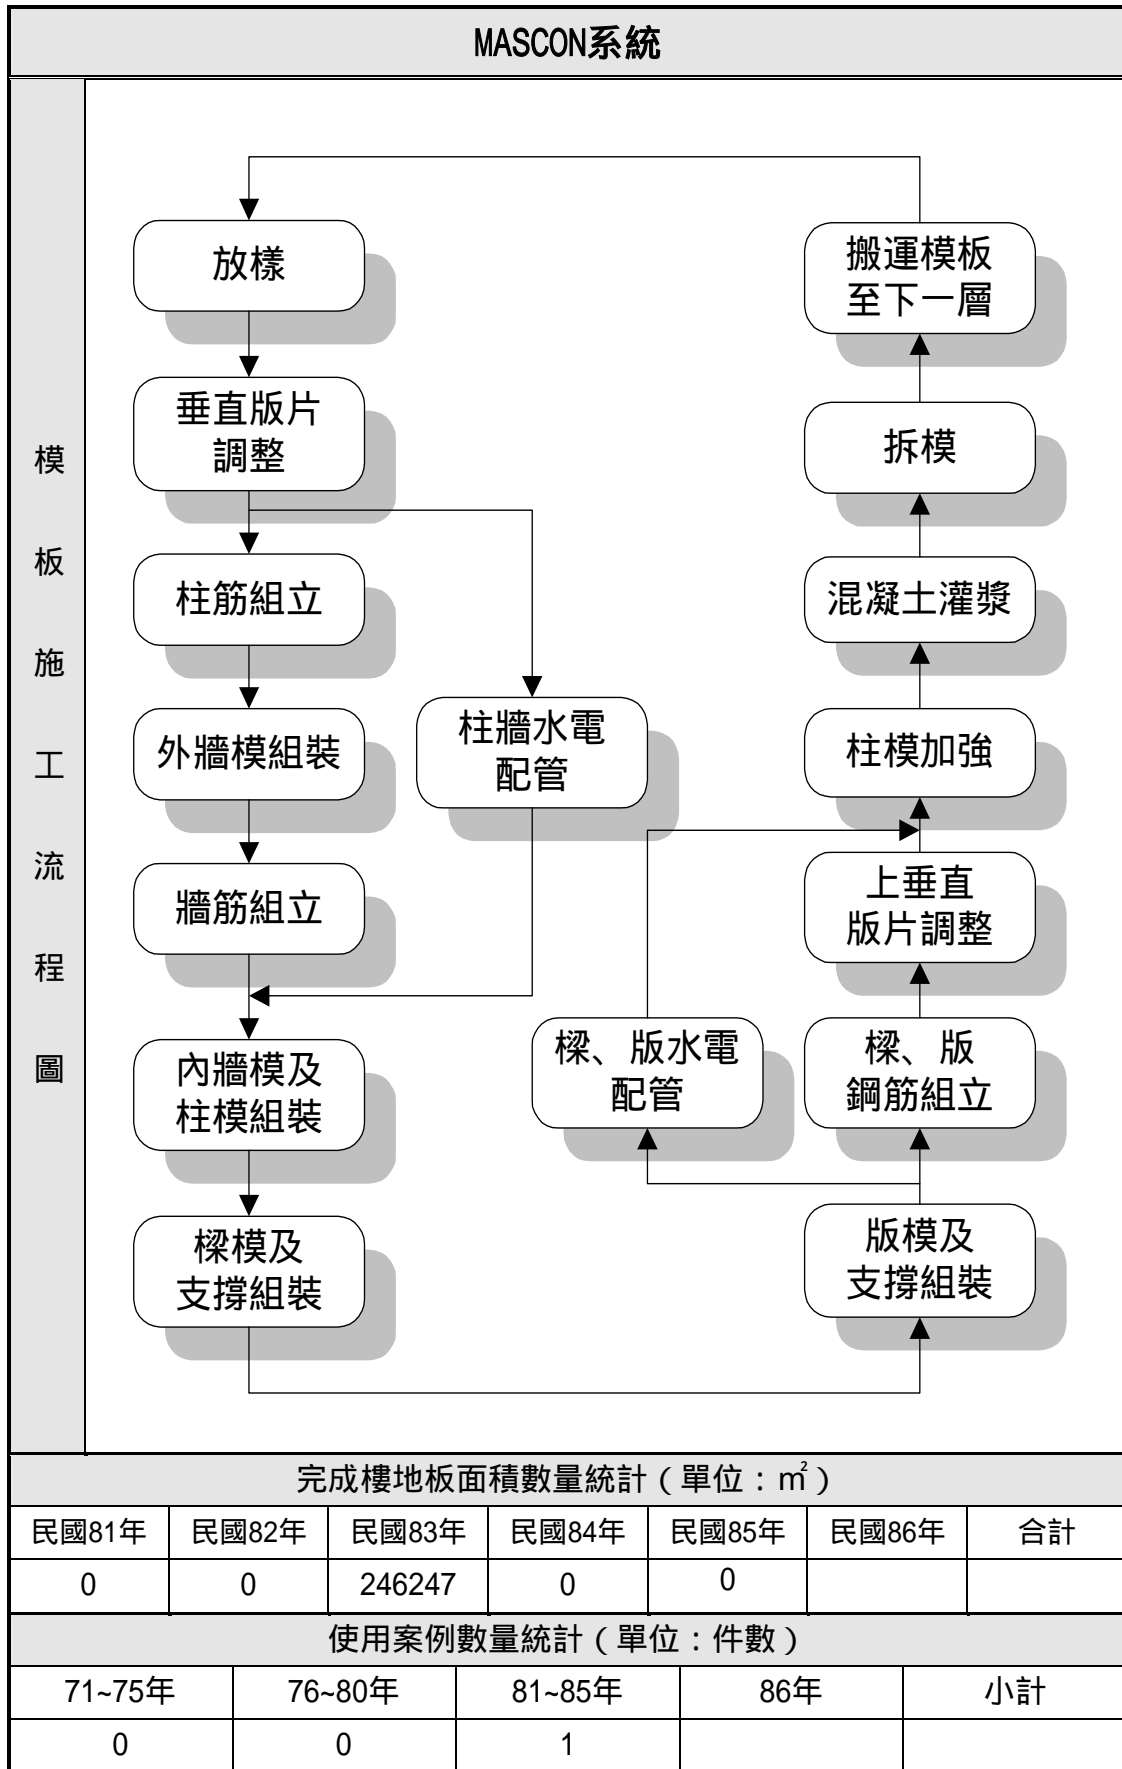 MASCON系統
模板施工流程圖
放樣
垂直版片
調整
柱筋組立
外牆模組裝
牆筋組立
內牆模及
柱模組裝
樑模及
支撐組裝
柱牆水電
配管
樑、版水電
配管
搬運模板
至下一層
拆模
混凝土灌漿
柱模加強
上垂直
版片調整
樑、版
鋼筋組立
版模及
支撐組裝
完成樓地板面積數量統計（單位：㎡）
民國81年 民國82年 民國83年 民國84年 民國85年 民國86年 合計
0 0 246247 0 0
使用案例數量統計（單位：件數）
71~75年 76~80年 81~85年 86年 小計
0 0 1